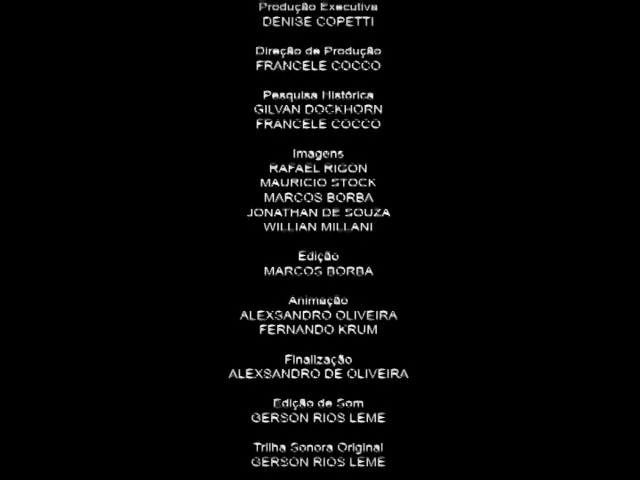 Produção Executiva
DENISE COPETTI
Direção de Produção
FRANCELE COCCO
Pesquisa Histórica
GILVAN DOCKHORN
FRANCELE COCCO
Imagens
RAFAEL RIGON
MAURICIO STOCK
MARCOS BORBA
JONATHAN DE SOUZA
WILLIAN MILLANI
Edição
MARCOS BORBA
Animação
ALEXSANDRO OLIVEIRA
FERNANDO KRUM
Finalização
ALEXSANDRO DE OLIVEIRA
Edição de Som
GERSON RIOS LEME
Trilha Sonora Original
GERSON RIOS LEME